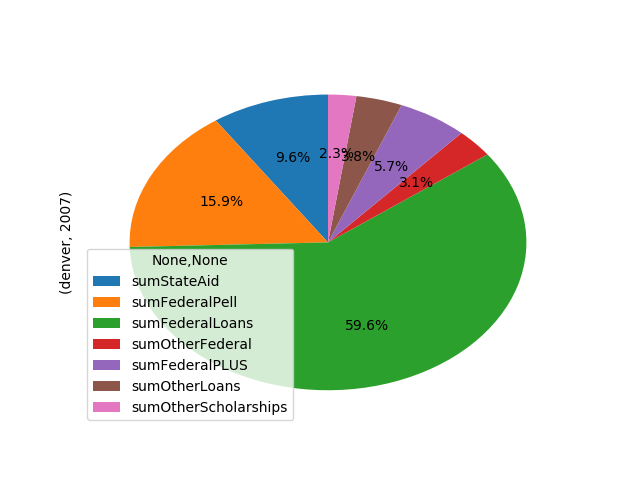 2.3%
3.8%
5.7%
3.1%
9.6%
15.9%
59.6%
(denver, 2007)
None,None
sumStateAid
sumFederalPell
sumFederalLoans
sumOtherFederal
sumFederalPLUS
sumOtherLoans
sumOtherScholarships